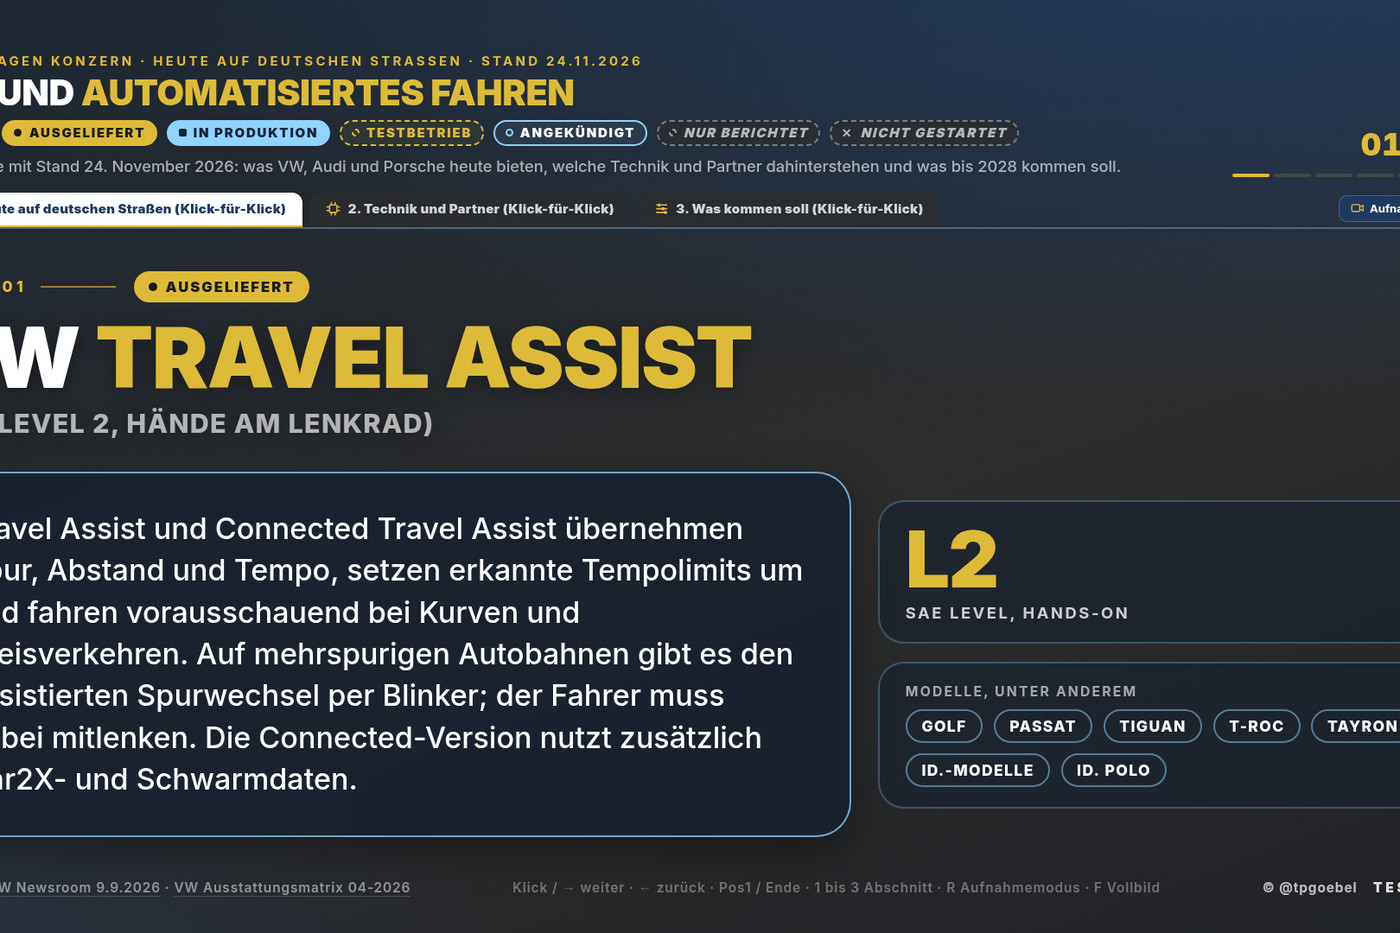 AGEN KONZERN · HEUTE AUF DEUTSCHEN STRASSEN · STAND 24.11.2026
UND AUTOMATISIERTES FAHREN
AUSGELIEFERT IN PRODUKTION TESTBETRIEB ANGEKÜNDIGT NUR BERICHTET NICHT GESTARTET
e mit Stand 24. November 2026: was VW, Audi und Porsche heute bieten, welche Technik und Partner dahinterstehen und was bis 2028 kommen soll.
01
ute auf deutschen Straßen (Klick-für-Klick) 2. Technik und Partner (Klick-für-Klick) 3. Was kommen soll (Klick-für-Klick) Aufna
01 AUSGELIEFERT
W TRAVEL ASSIST
LEVEL 2, HÄNDE AM LENKRAD)
avel Assist und Connected Travel Assist übernehmen
our, Abstand und Tempo, setzen erkannte Tempolimits um
d fahren vorausschauend bei Kurven und
eisverkehren. Auf mehrspurigen Autobahnen gibt es den
sistierten Spurwechsel per Blinker; der Fahrer muss
bei mitlenken. Die Connected-Version nutzt zusätzlich
ar2X- und Schwarmdaten.
L2
SAE LEVEL, HANDS-ON
MODELLE, UNTER ANDEREM
GOLF PASSAT TIGUAN T-ROC TAYRON
ID.-MODELLE ID. POLO
W Newsroom 9.9.2026 · VW Ausstattungsmatrix 04-2026
Klick / → weiter · ← zurück · Pos1 / Ende · 1 bis 3 Abschnitt · R Aufnahmemodus · F Vollbild
© @tpgoebel TES